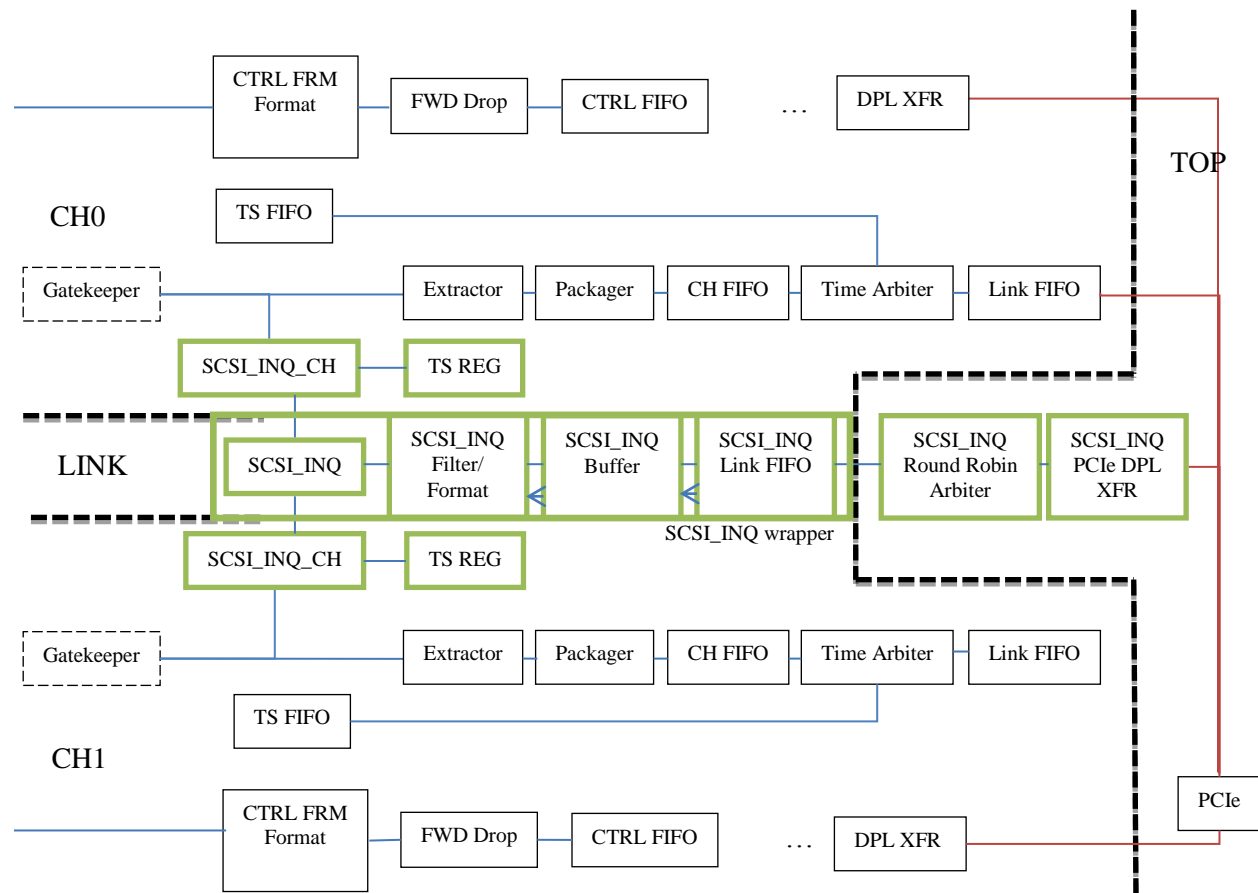 CTRL FRM
Format
FWD Drop
CTRL FIFO
...
DPL XFR
TOP
TS FIFO
CH0
Gatekeeper
Extractor
Packager
CH FIFO
Time Arbiter
Link FIFO
SCSI_INQ_CH
TS REG
LINK
SCSI_INQ
SCSI_INQ
Filter/
Format
SCSI_INQ
Buffer
SCSI_INQ
Link FIFO
SCSI_INQ
Round Robin
Arbiter
SCSI_INQ
PCIe DPL
XFR
SCSI_INQ wrapper
SCSI_INQ_CH
TS REG
Gatekeeper
Extractor
Packager
CH FIFO
Time Arbiter
Link FIFO
TS FIFO
CH1
PCIe
CTRL FRM
Format
FWD Drop
CTRL FIFO
...
DPL XFR